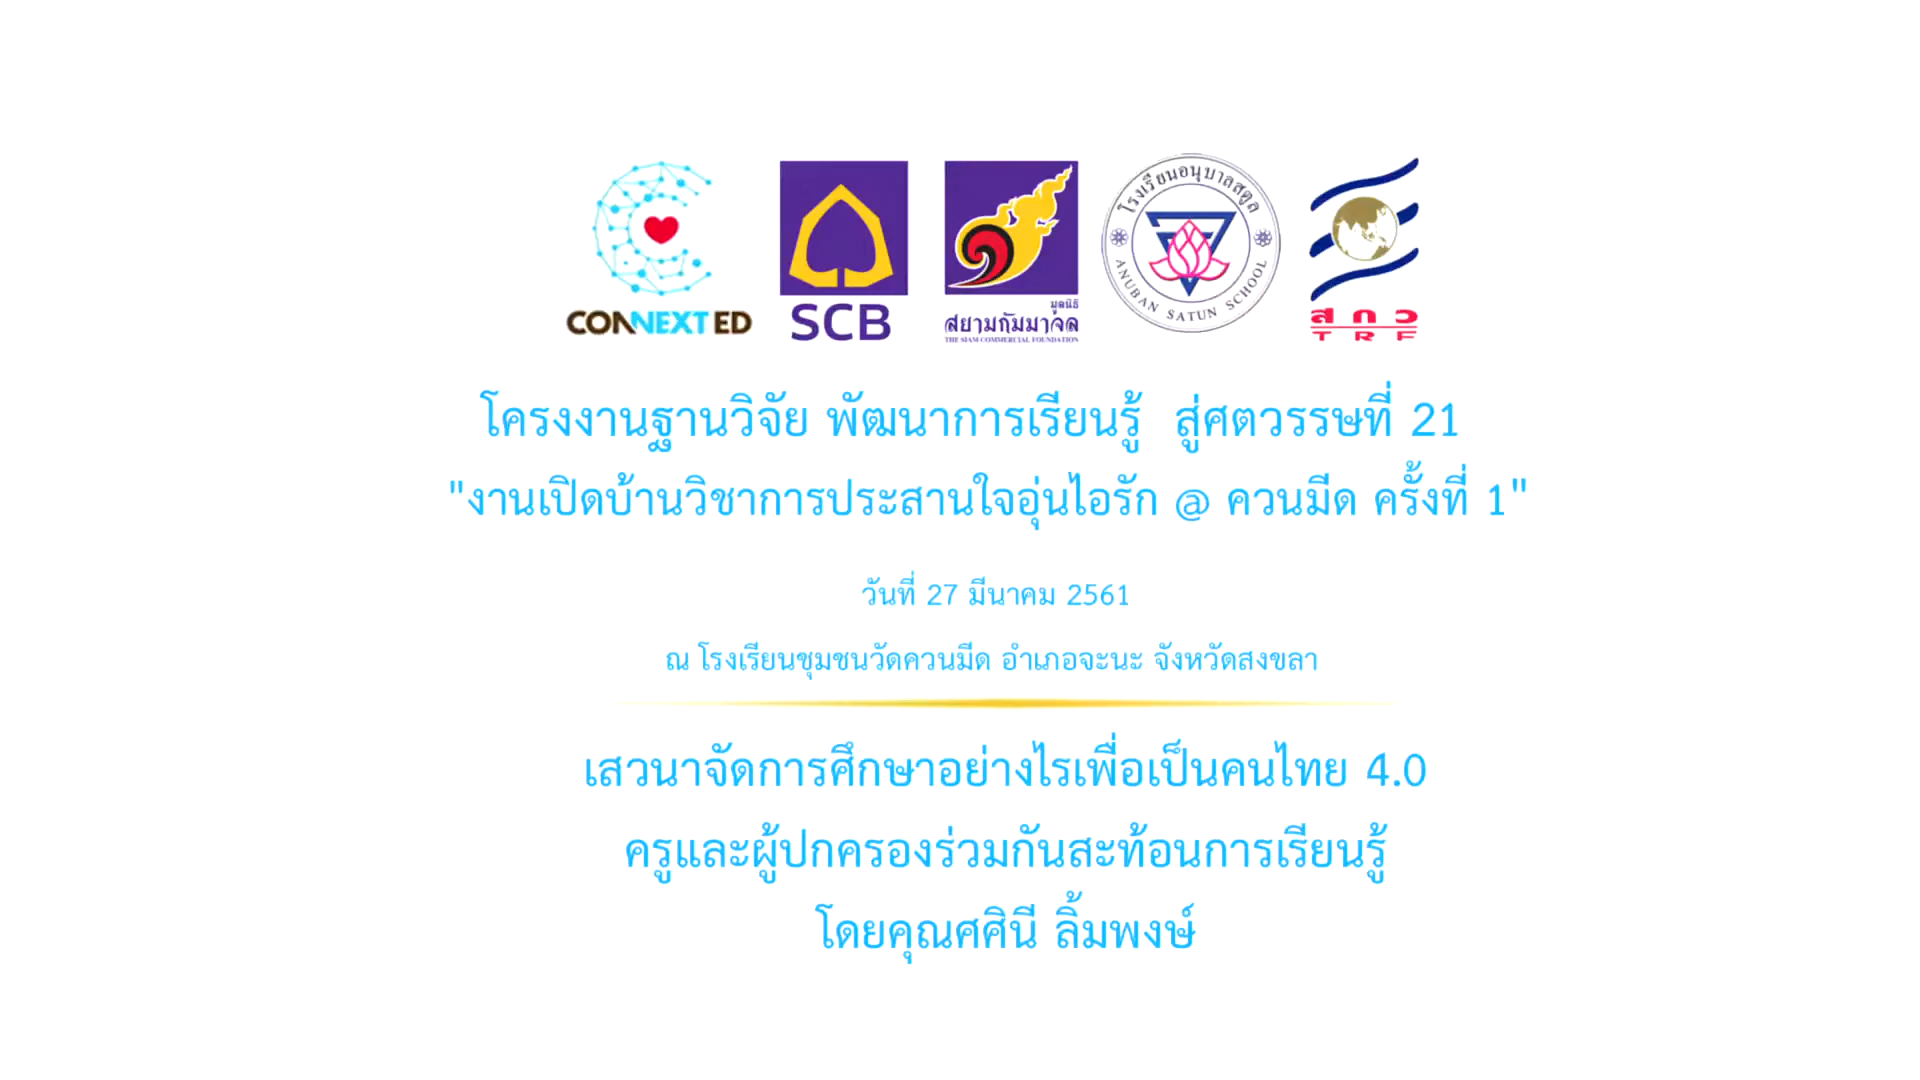 CONNEXT ED
SCB
มูลนิธิ
สยามกัมมาจล
THE SIAM COMMERCIAL FOUNDATION
โรงเรียนอนุบาลสตูล
ANUBAN SATUN SCHOOL
สกว
TRF
โครงงานฐานวิจัย พัฒนาการเรียนรู้ สู่ศตวรรษที่ 21
"งานเปิดบ้านวิชาการประสานใจอุ่นไอรัก @ ควนมีด ครั้งที่ 1"
วันที่ 27 มีนาคม 2561
ณ โรงเรียนชุมชนวัดควนมีด อำเภอจะนะ จังหวัดสงขลา
เสวนาจัดการศึกษาอย่างไรเพื่อเป็นคนไทย 4.0
ครูและผู้ปกครองร่วมกันสะท้อนการเรียนรู้
โดยคุณศศินี ลิ้มพงษ์